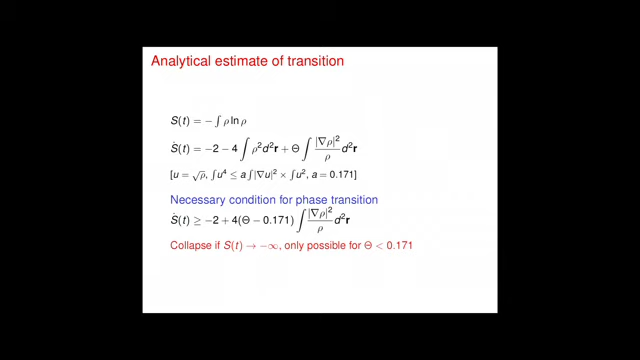 Analytical estimate of transition
S(t) = −∫ρ ln ρ
Ṡ(t) = −2 − 4 ∫ ρ² d²r + Θ ∫ |∇ρ|²/ρ d²r
[u = √ρ, ∫u⁴ ≤ a∫|∇u|² × ∫u², a = 0.171]
Necessary condition for phase transition
Ṡ(t) ≥ −2 + 4(Θ − 0.171) ∫ |∇ρ|²/ρ d²r
Collapse if S(t) → −∞, only possible for Θ < 0.171